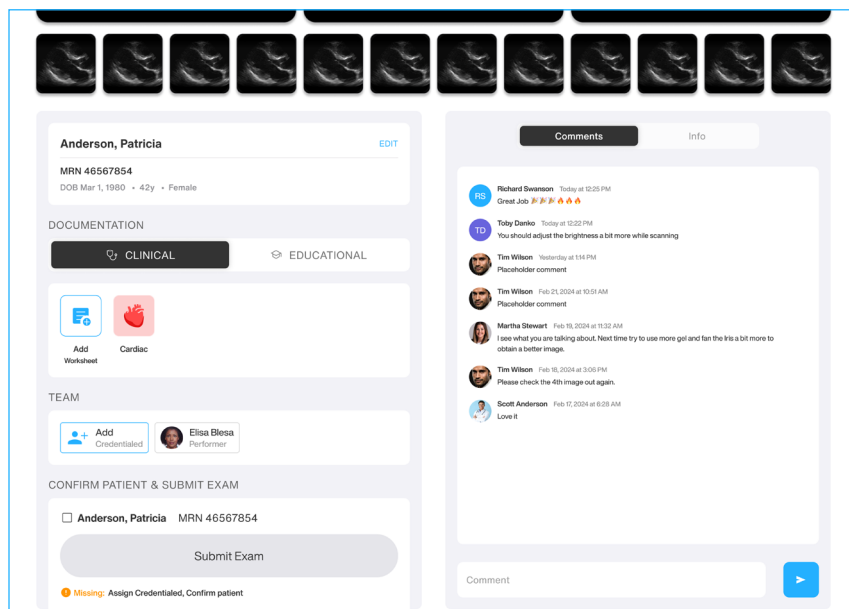 Anderson, Patricia
EDIT
MRN 46567854
DOB Mar 1, 1980 • 42y • Female
DOCUMENTATION
CLINICAL
EDUCATIONAL
Add
Worksheet
Cardiac
TEAM
Add
Credentialed
Elisa Blesa
Performer
CONFIRM PATIENT & SUBMIT EXAM
Anderson, Patricia MRN 46567854
Submit Exam
Missing: Assign Credentialed, Confirm patient
Comments
Info
RS
Richard Swanson Today at 12:25 PM
Great Job 🎉🎉🎉🔥🔥🔥
TD
Toby Danko Today at 12:22 PM
You should adjust the brightness a bit more while scanning
Tim Wilson Yesterday at 1:14 PM
Placeholder comment
Tim Wilson Feb 21, 2024 at 10:51 AM
Placeholder comment
Martha Stewart Feb 19, 2024 at 11:32 AM
I see what you are talking about. Next time try to use more gel and fan the Iris a bit more to
obtain a better image.
Tim Wilson Feb 18, 2024 at 3:06 PM
Please check the 4th image out again.
Scott Anderson Feb 17, 2024 at 6:28 AM
Love it
Comment